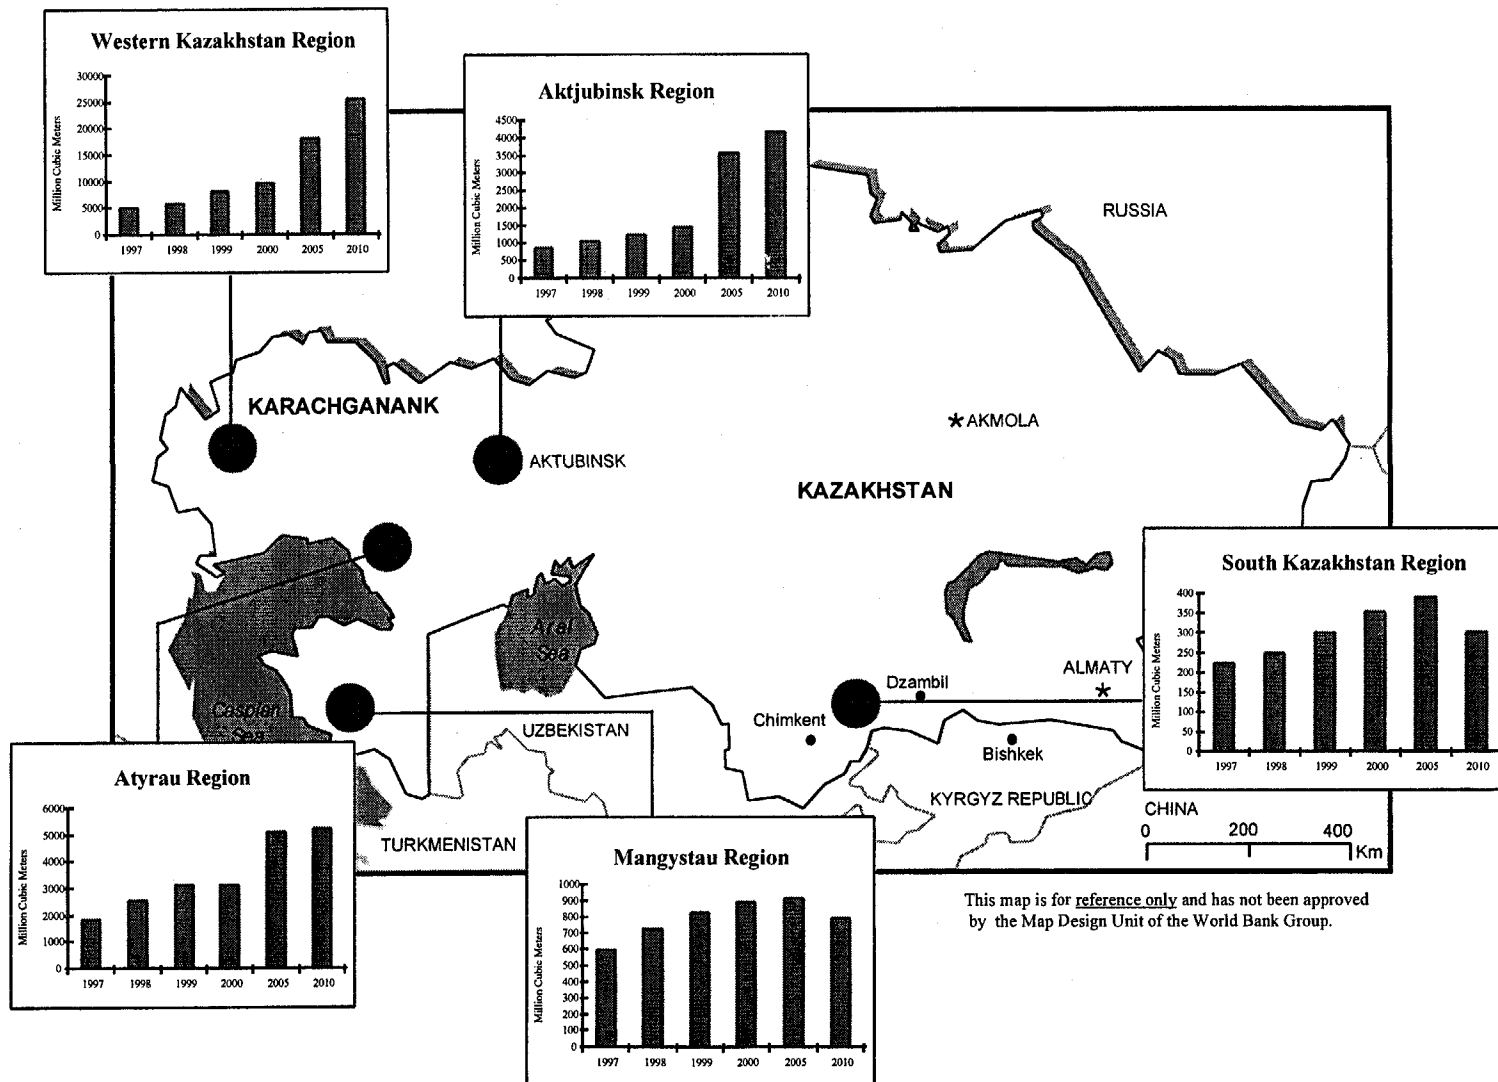 Western Kazakhstan Region
Million Cubic Meters
30000
25000
20000
15000
10000
5000
0
1997 1998 1999 2000 2005 2010
Aktjubinsk Region
Million Cubic Meters
4500
4000
3500
3000
2500
2000
1500
1000
500
0
1997 1998 1999 2000 2005 2010
RUSSIA
KARACHGANANK
AKTUBINSK
AKMOLA
KAZAKHSTAN
Aral
Sea
Caspian
Sea
UZBEKISTAN
TURKMENISTAN
Chimkent
Dzambil
ALMATY
Bishkek
KYRGYZ REPUBLIC
CHINA
South Kazakhstan Region
Million Cubic Meters
400
350
300
250
200
150
100
50
0
1997 1998 1999 2000 2005 2010
0 200 400
Km
Atyrau Region
Million Cubic Meters
6000
5000
4000
3000
2000
1000
0
1997 1998 1999 2000 2005 2010
Mangystau Region
Million Cubic Meters
1000
900
800
700
600
500
400
300
200
100
0
1997 1998 1999 2000 2005 2010
This map is for reference only and has not been approved
by the Map Design Unit of the World Bank Group.